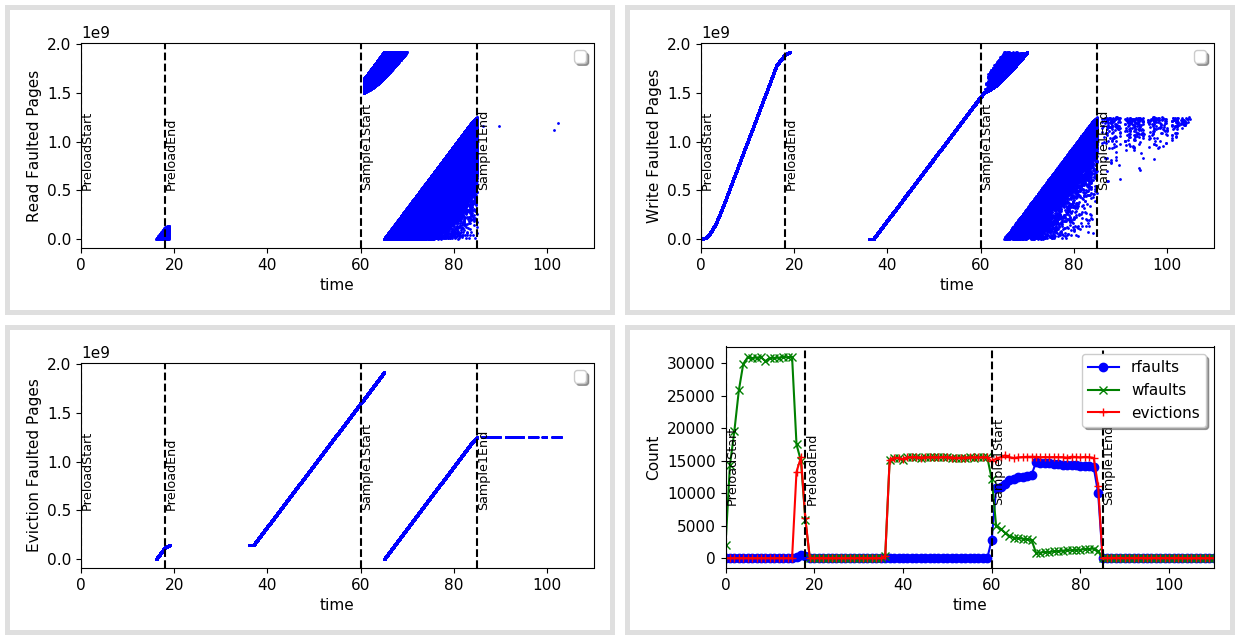 1e9
2.0
1.5
1.0
0.5
0.0
Read Faulted Pages
PreloadStart
PreloadEnd
Sample1Start
Sample1End
0 20 40 60 80 100
time
1e9
2.0
1.5
1.0
0.5
0.0
Write Faulted Pages
PreloadStart
PreloadEnd
Sample1Start
Sample1End
0 20 40 60 80 100
time
1e9
2.0
1.5
1.0
0.5
0.0
Eviction Faulted Pages
PreloadStart
PreloadEnd
Sample1Start
Sample1End
0 20 40 60 80 100
time
30000
25000
20000
15000
10000
5000
0
Count
PreloadStart
PreloadEnd
Sample1Start
Sample1End
rfaults
wfaults
evictions
0 20 40 60 80 100
time